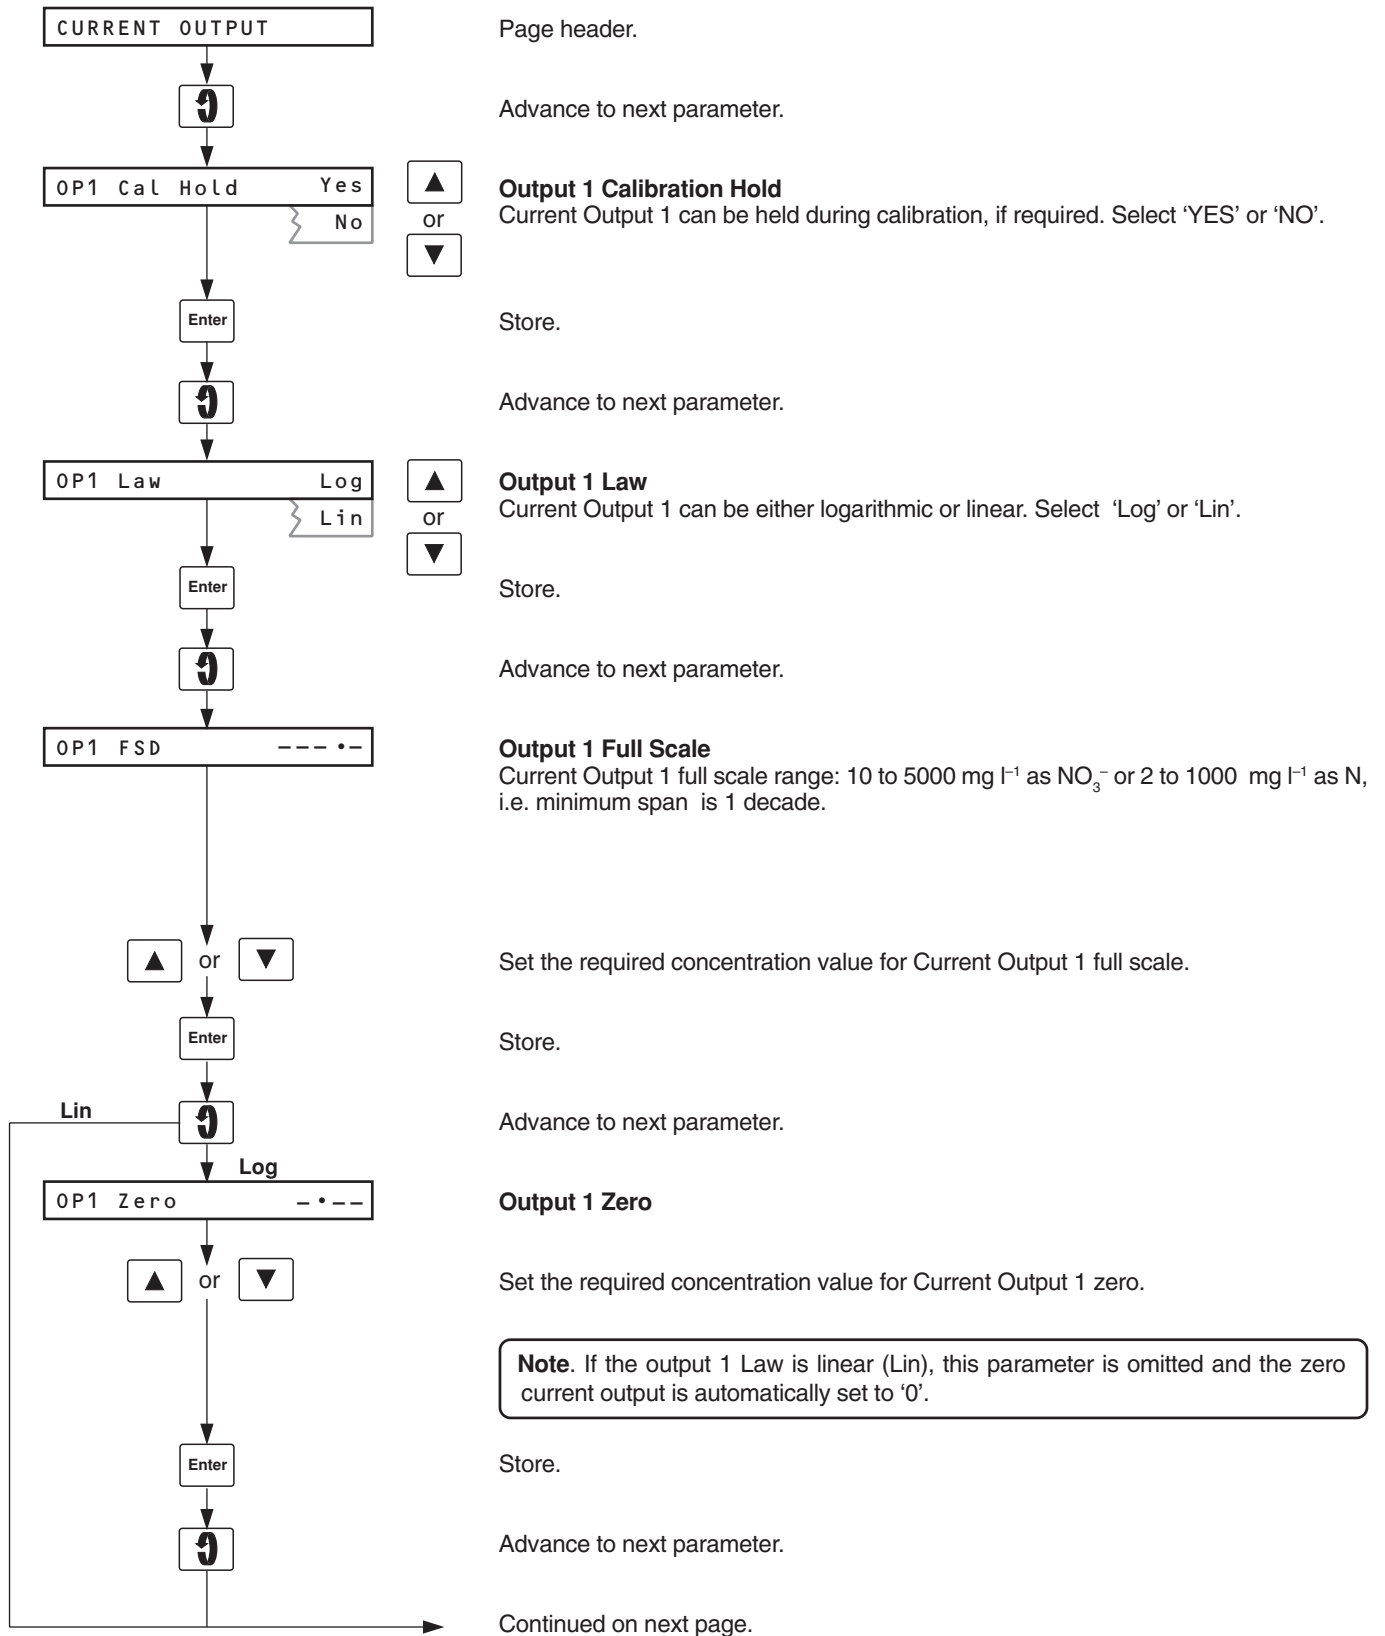 CURRENT OUTPUT
Page header.
Advance to next parameter.
OP1 Cal Hold Yes
No
▲
or
▼
Output 1 Calibration Hold
Current Output 1 can be held during calibration, if required. Select ‘YES’ or ‘NO’.
Enter
Store.
Advance to next parameter.
OP1 Law Log
Lin
▲
or
▼
Output 1 Law
Current Output 1 can be either logarithmic or linear. Select ‘Log’ or ‘Lin’.
Enter
Store.
Advance to next parameter.
OP1 FSD ---•-
Output 1 Full Scale
Current Output 1 full scale range: 10 to 5000 mg l⁻¹ as NO₃⁻ or 2 to 1000 mg l⁻¹ as N,
i.e. minimum span is 1 decade.
▲ or ▼
Set the required concentration value for Current Output 1 full scale.
Enter
Store.
Lin
Advance to next parameter.
Log
OP1 Zero -•--
Output 1 Zero
▲ or ▼
Set the required concentration value for Current Output 1 zero.
Note. If the output 1 Law is linear (Lin), this parameter is omitted and the zero
current output is automatically set to ‘0’.
Enter
Store.
Advance to next parameter.
Continued on next page.